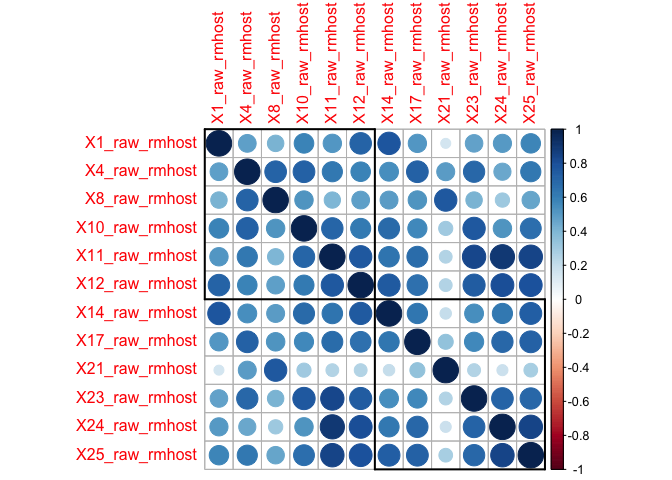 X1_raw_rmhost
X4_raw_rmhost
X8_raw_rmhost
X10_raw_rmhost
X11_raw_rmhost
X12_raw_rmhost
X14_raw_rmhost
X17_raw_rmhost
X21_raw_rmhost
X23_raw_rmhost
X24_raw_rmhost
X25_raw_rmhost
X1_raw_rmhost
X4_raw_rmhost
X8_raw_rmhost
X10_raw_rmhost
X11_raw_rmhost
X12_raw_rmhost
X14_raw_rmhost
X17_raw_rmhost
X21_raw_rmhost
X23_raw_rmhost
X24_raw_rmhost
X25_raw_rmhost
1
0.8
0.6
0.4
0.2
0
-0.2
-0.4
-0.6
-0.8
-1